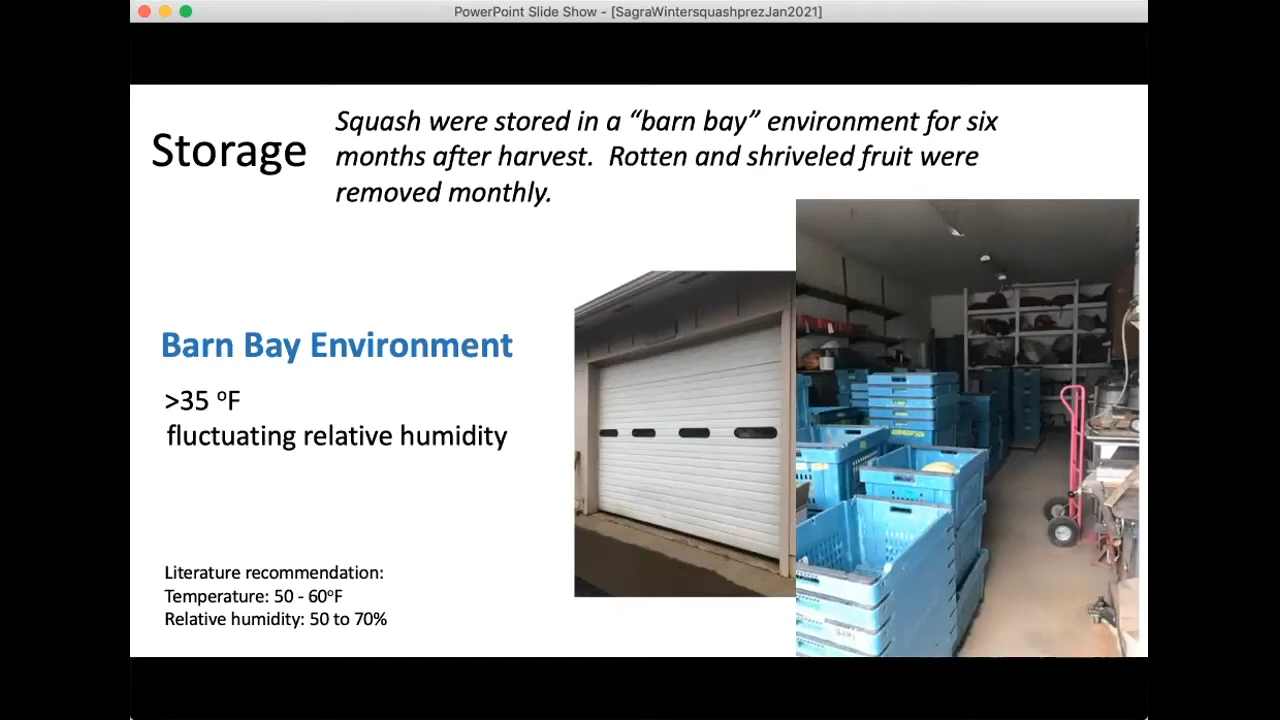 PowerPoint Slide Show - [SagraWintersquashprezJan2021]
Storage
Squash were stored in a “barn bay” environment for six
months after harvest.  Rotten and shriveled fruit were
removed monthly.
Barn Bay Environment
>35 ºF
fluctuating relative humidity
Literature recommendation:
Temperature: 50 - 60ºF
Relative humidity: 50 to 70%